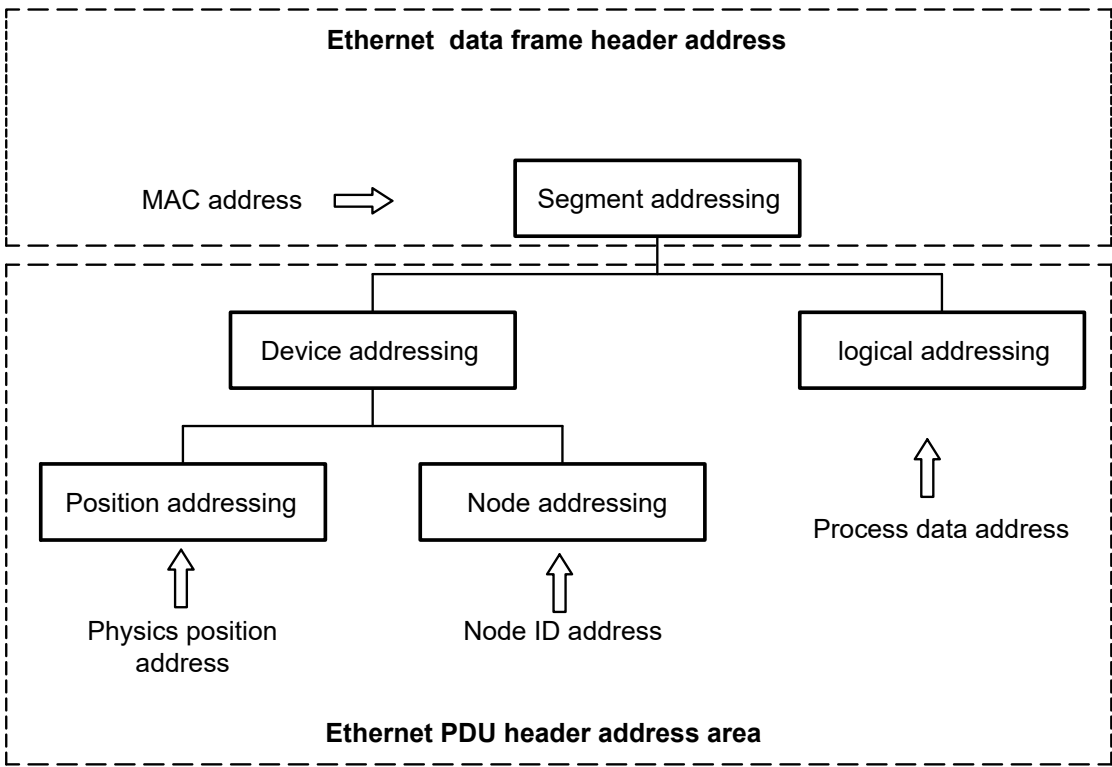 Ethernet  data frame header address
MAC address
Segment addressing
Device addressing
logical addressing
Position addressing
Node addressing
Process data address
Physics position
address
Node ID address
Ethernet PDU header address area